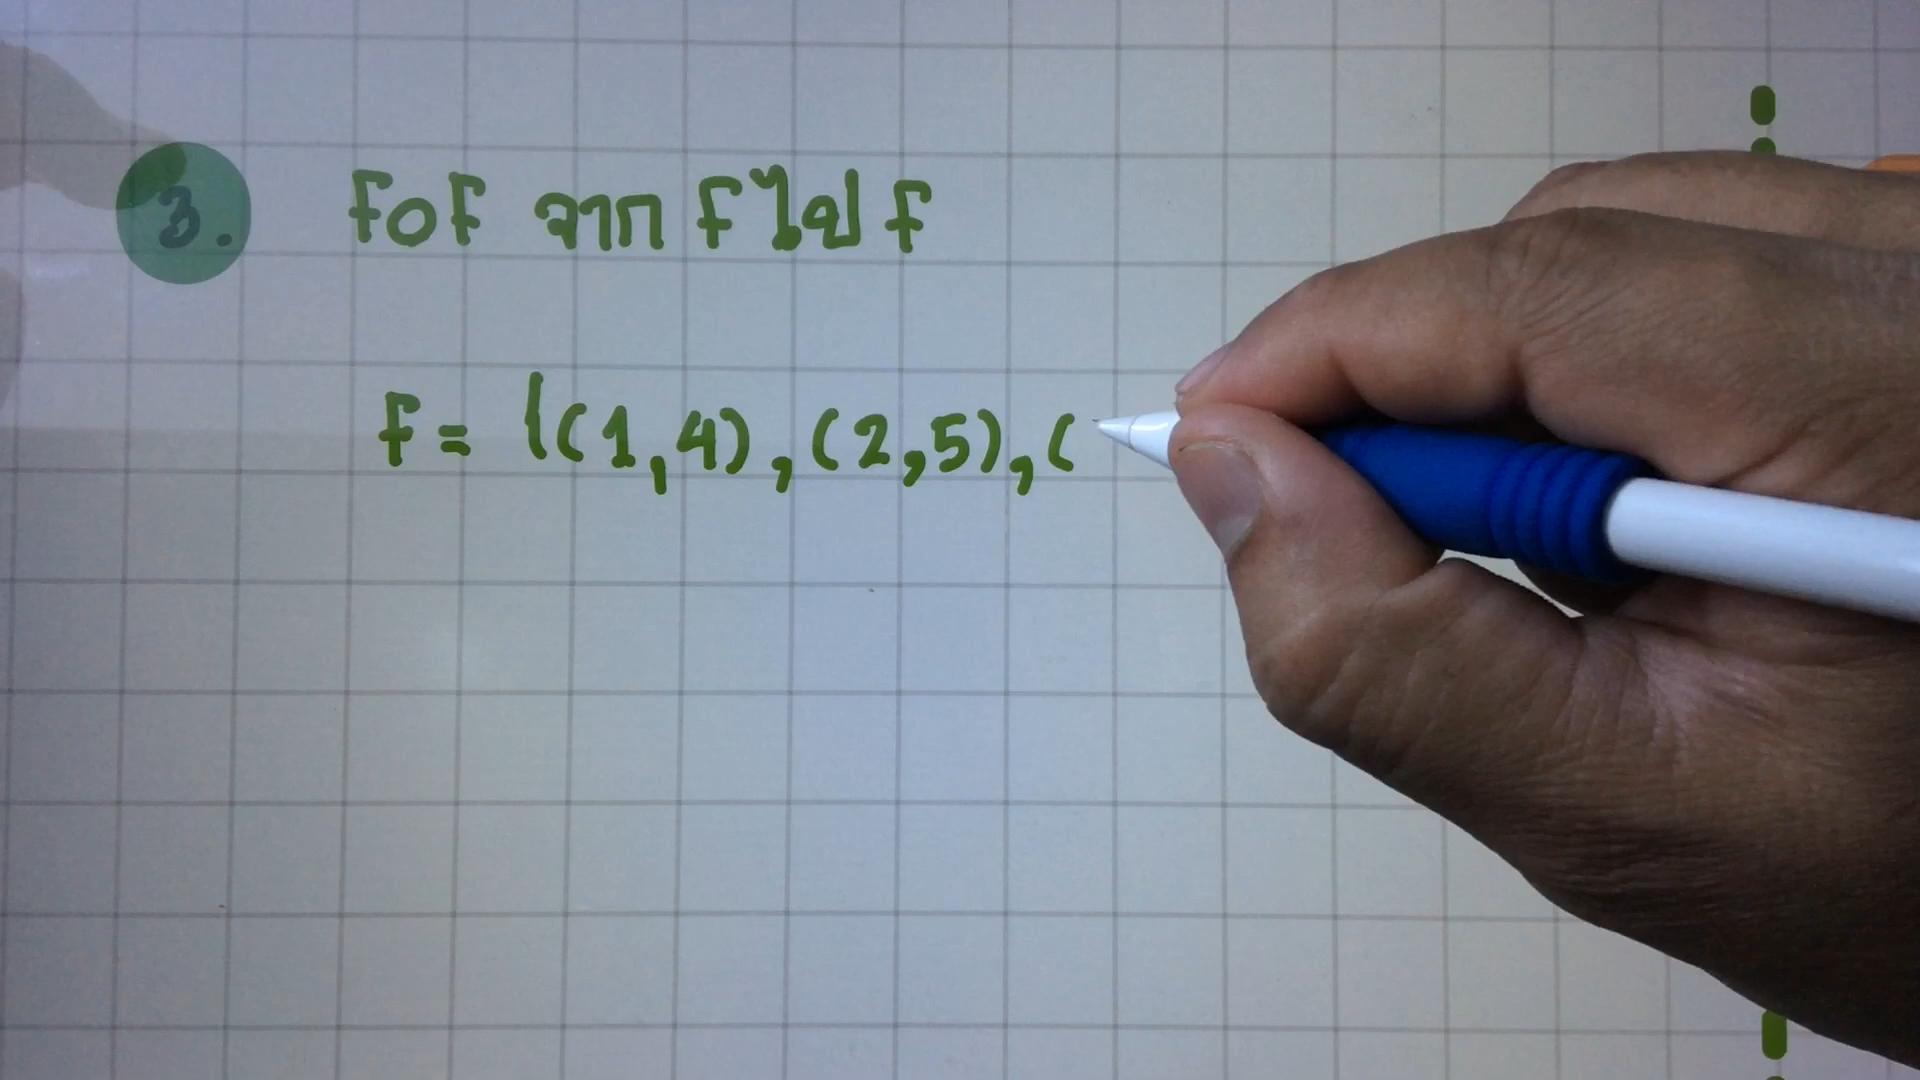 3. fof จาก f ไป f
f = {(1,4),(2,5),(